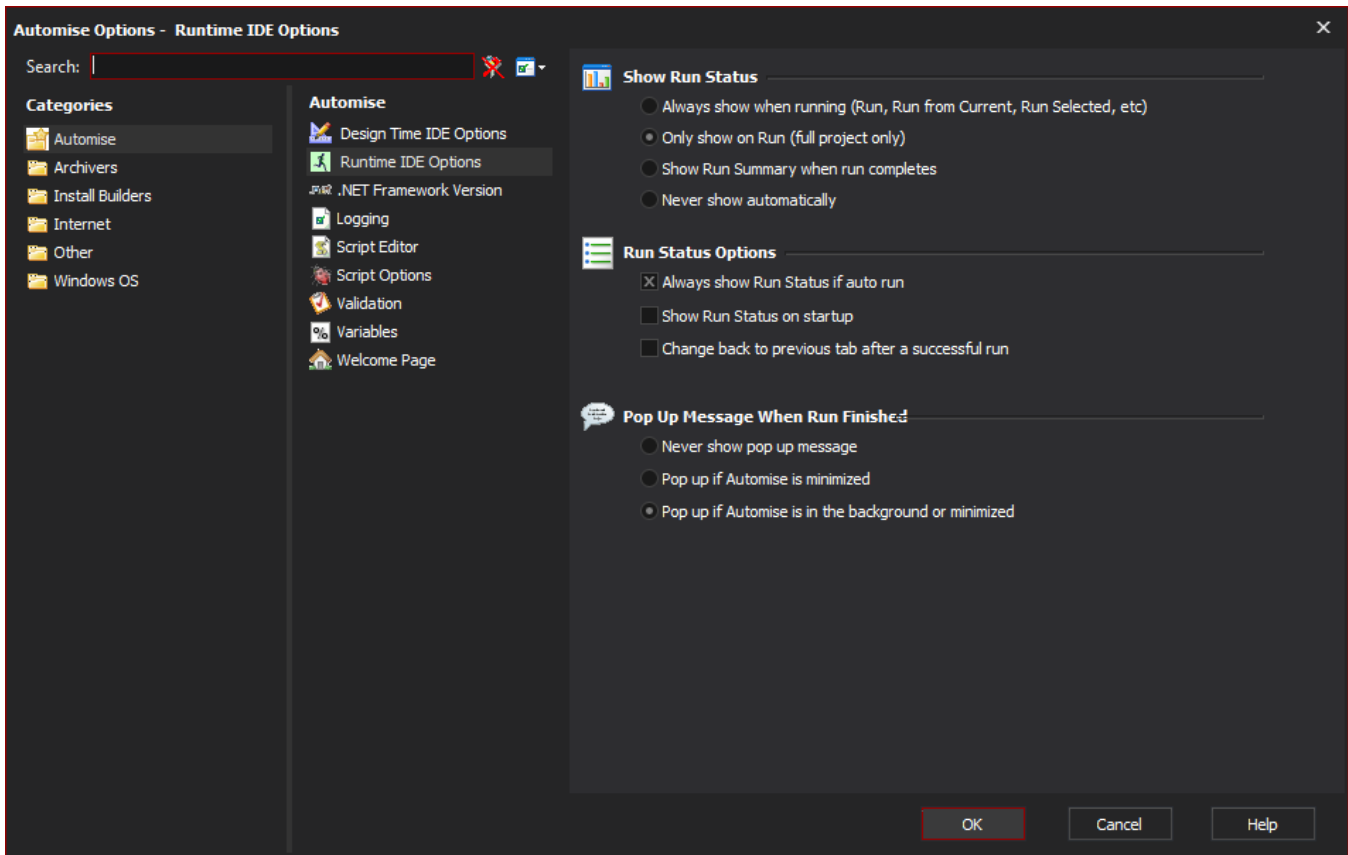 Automise Options - Runtime IDE Options
Search:
Categories
Automise
Archivers
Install Builders
Internet
Other
Windows OS
Automise
Design Time IDE Options
Runtime IDE Options
.NET Framework Version
Logging
Script Editor
Script Options
Validation
Variables
Welcome Page
Show Run Status
Always show when running (Run, Run from Current, Run Selected, etc)
Only show on Run (full project only)
Show Run Summary when run completes
Never show automatically
Run Status Options
Always show Run Status if auto run
Show Run Status on startup
Change back to previous tab after a successful run
Pop Up Message When Run Finished
Never show pop up message
Pop up if Automise is minimized
Pop up if Automise is in the background or minimized
OK
Cancel
Help